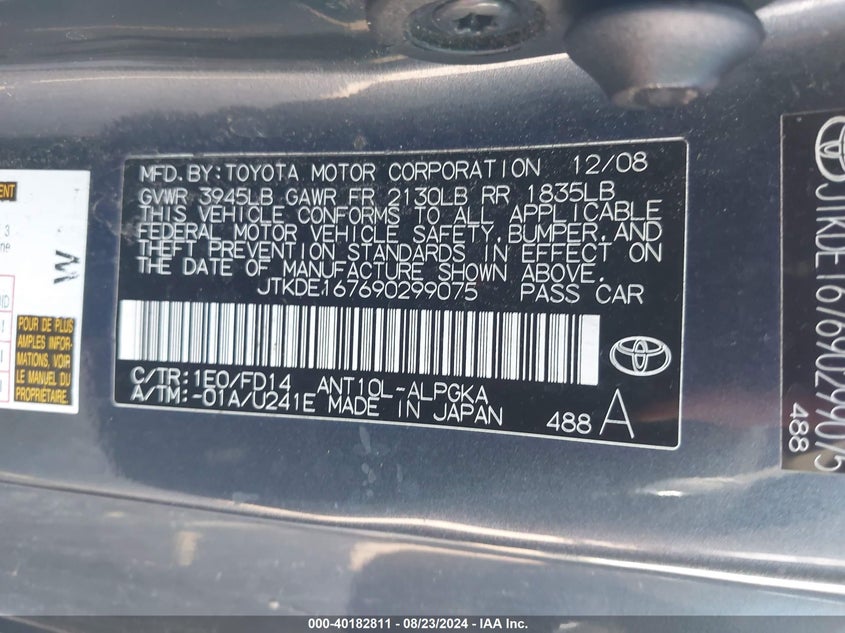 MFD. BY: TOYOTA MOTOR CORPORATION 12/08
GVWR 3945LB GAWR FR 2130LB RR 1835LB
THIS VEHICLE CONFORMS TO ALL APPLICABLE
FEDERAL MOTOR VEHICLE SAFETY, BUMPER, AND
THEFT PREVENTION STANDARDS IN EFFECT ON
THE DATE OF MANUFACTURE SHOWN ABOVE.
JTKDE167690299075 PASS CAR
C/TR: 1E0/FD14 ANT10L-ALPGKA
A/TM: -01A/U241E MADE IN JAPAN 488 A
3
W
POUR DE PLUS
AMPLES INFOR-
MATIONS, VOIR
LE MANUEL DU
PROPRIÉTAIRE.
JTKDE167690299075
488
000-40182811 - 08/23/2024 - IAA Inc.